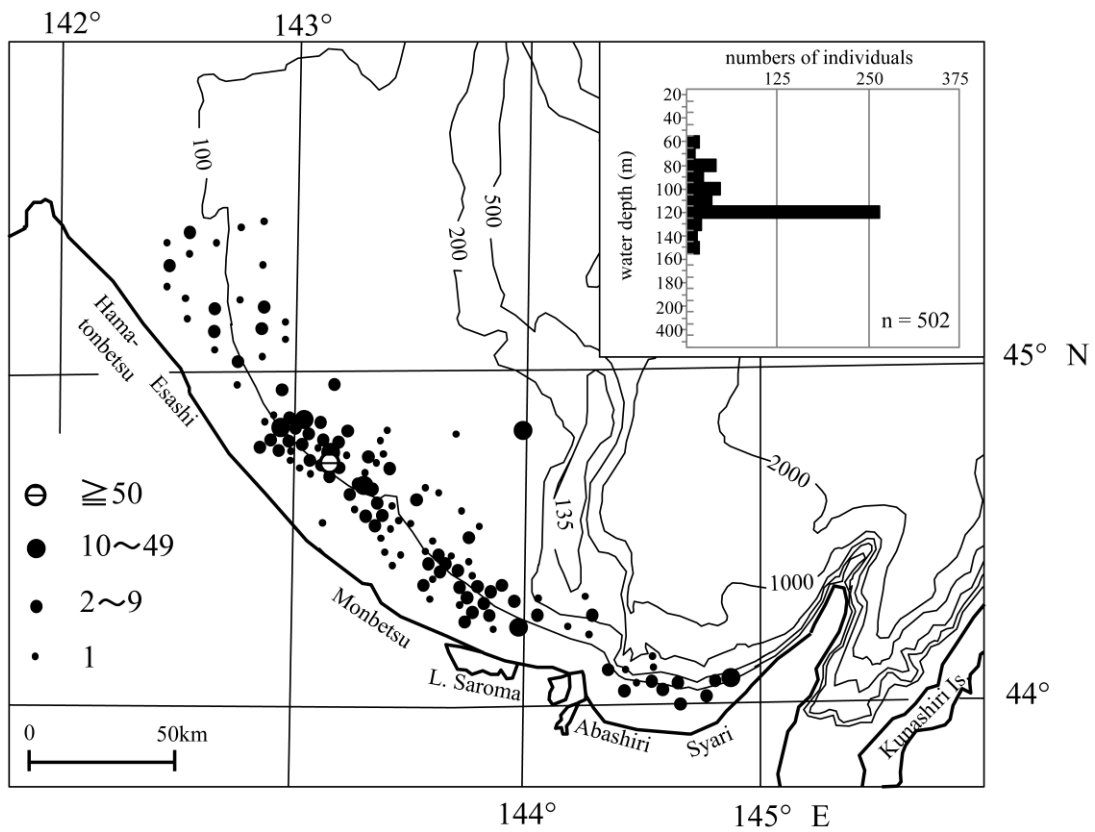 142°
143°
numbers of individuals
125
250
375
20
40
60
80
100
120
140
160
180
200
400
water depth (m)
n = 502
100
200
500
45° N
Hama-
tonbetsu
Esashi
2000
135
≧50
10～49
2～9
1
1000
Monbetsu
L. Saroma
Abashiri
Syari
Kunashiri Is.
44°
0
50km
144°
145° E